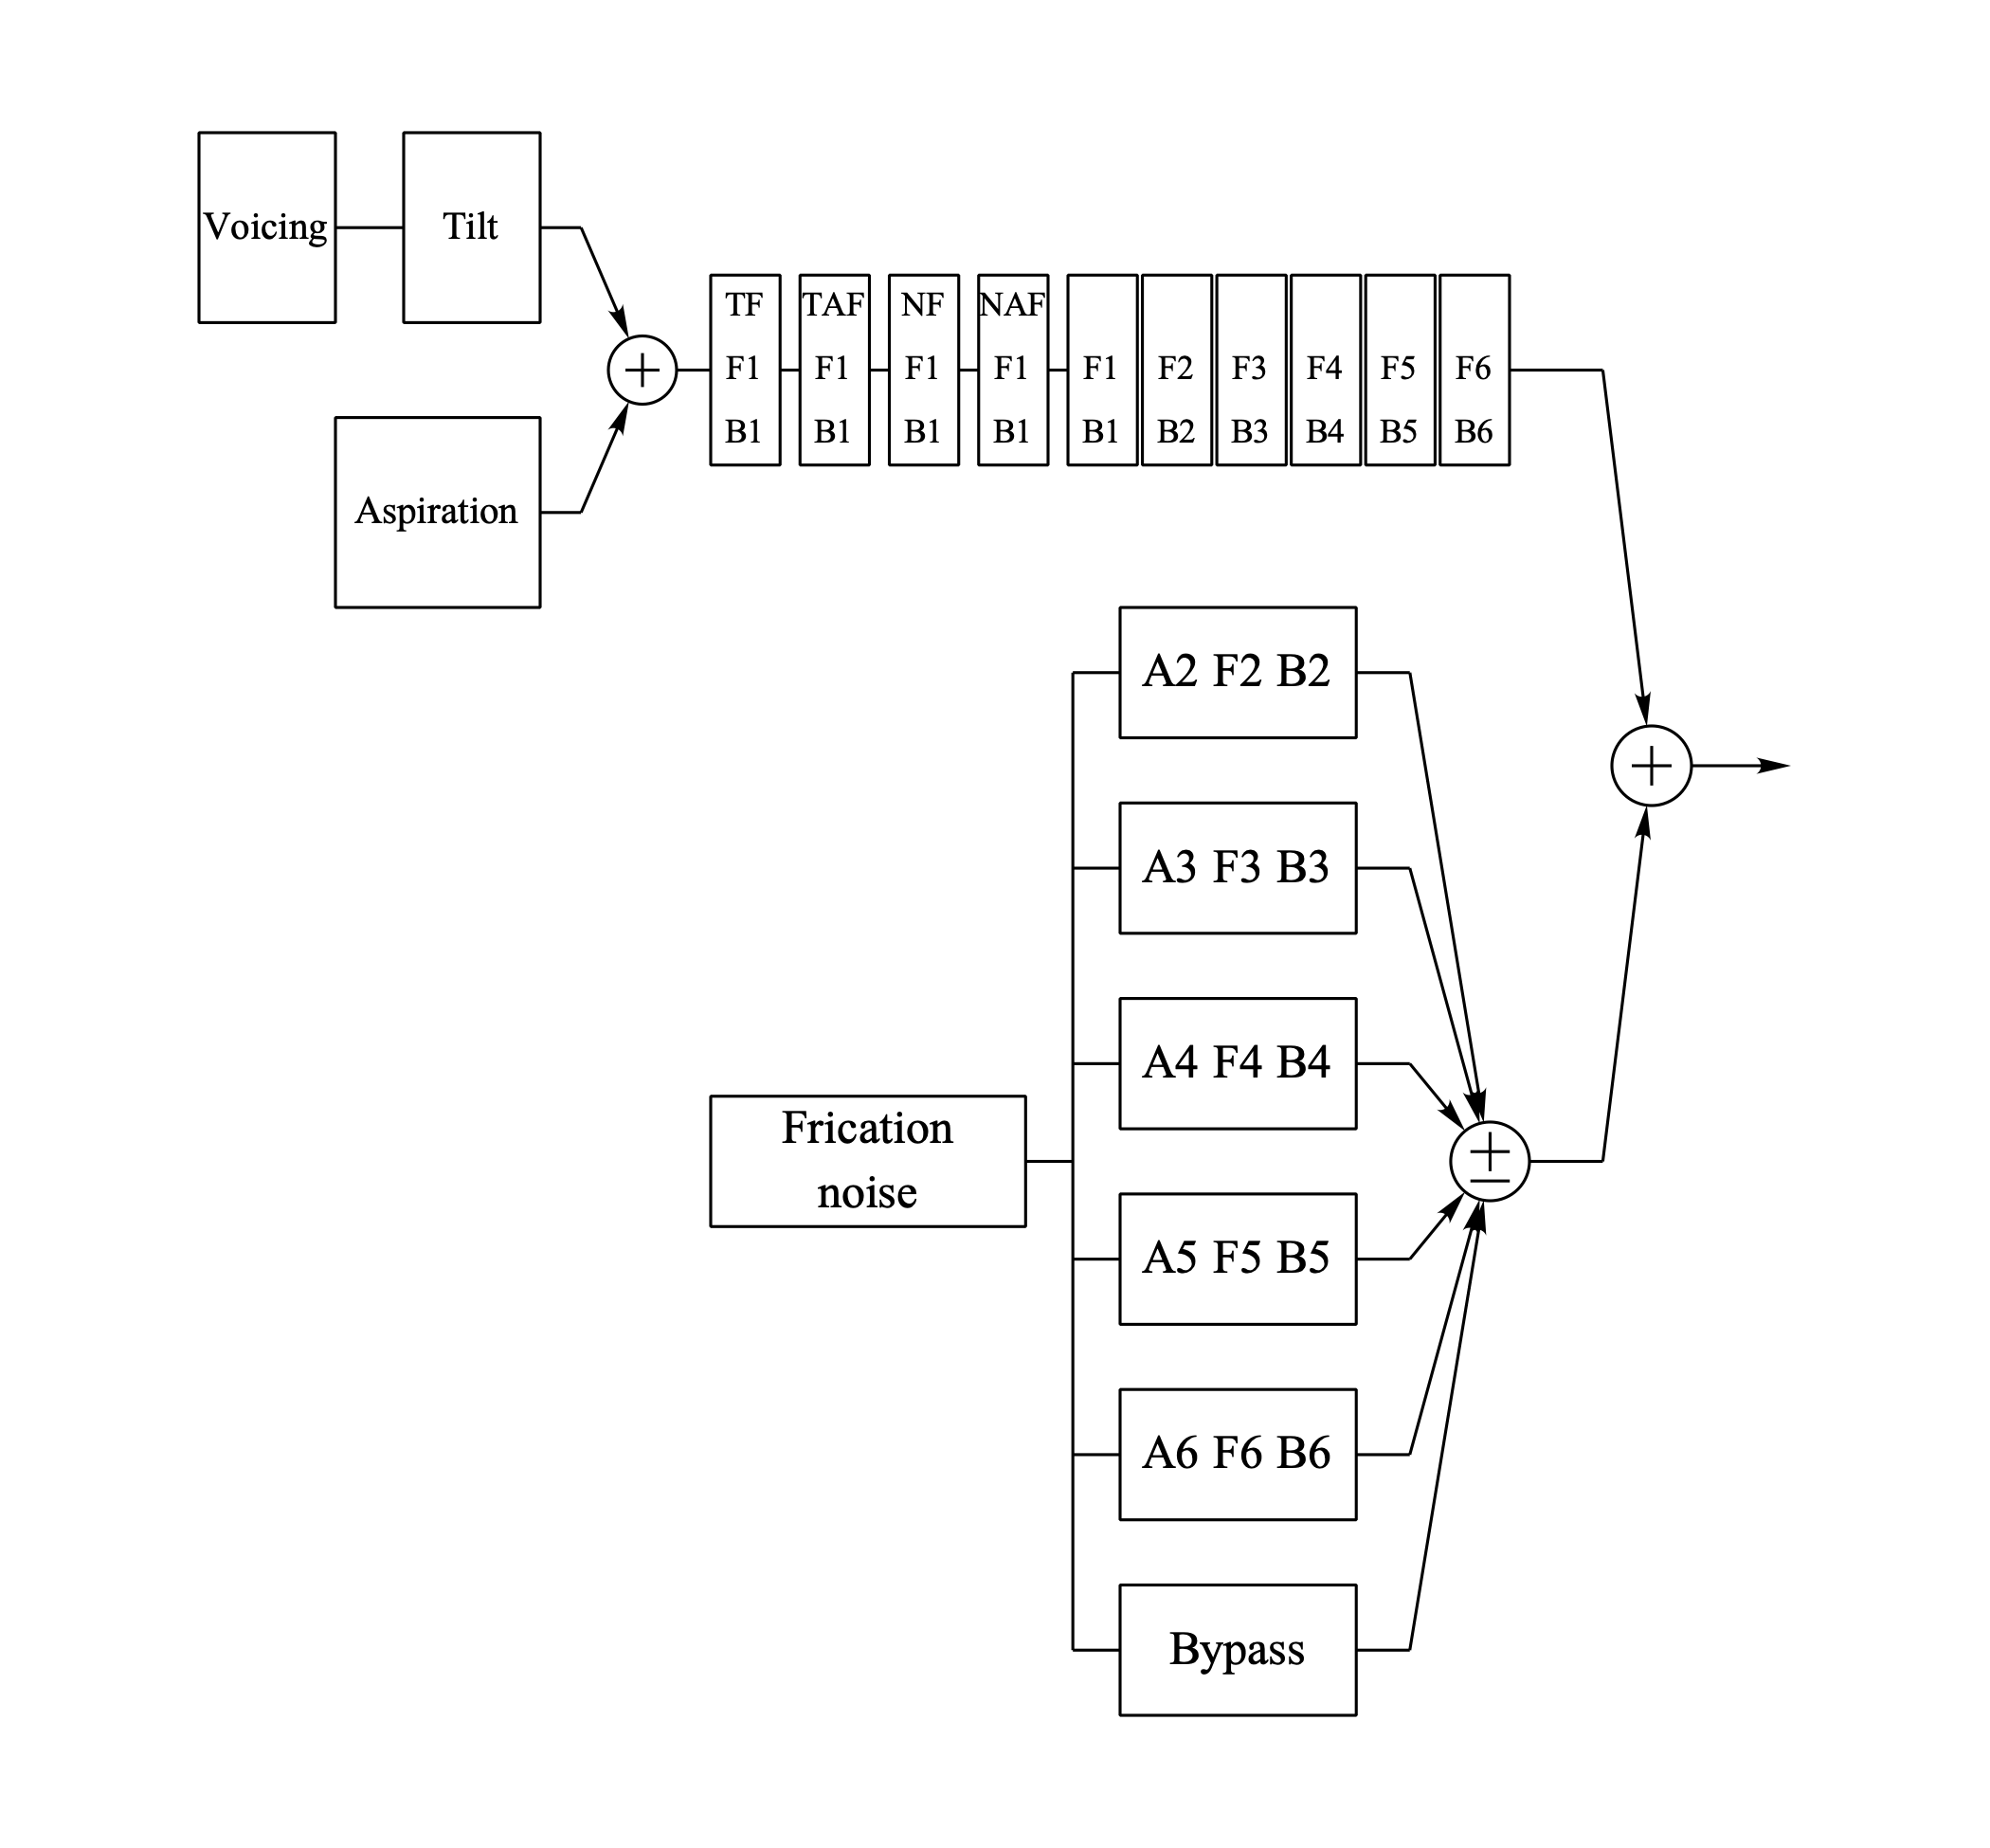 Voicing
Tilt
Aspiration
+
TF
F1
B1
TAF
F1
B1
NF
F1
B1
NAF
F1
B1
F1
B1
F2
B2
F3
B3
F4
B4
F5
B5
F6
B6
A2 F2 B2
A3 F3 B3
A4 F4 B4
A5 F5 B5
A6 F6 B6
Bypass
Frication
noise
±
+